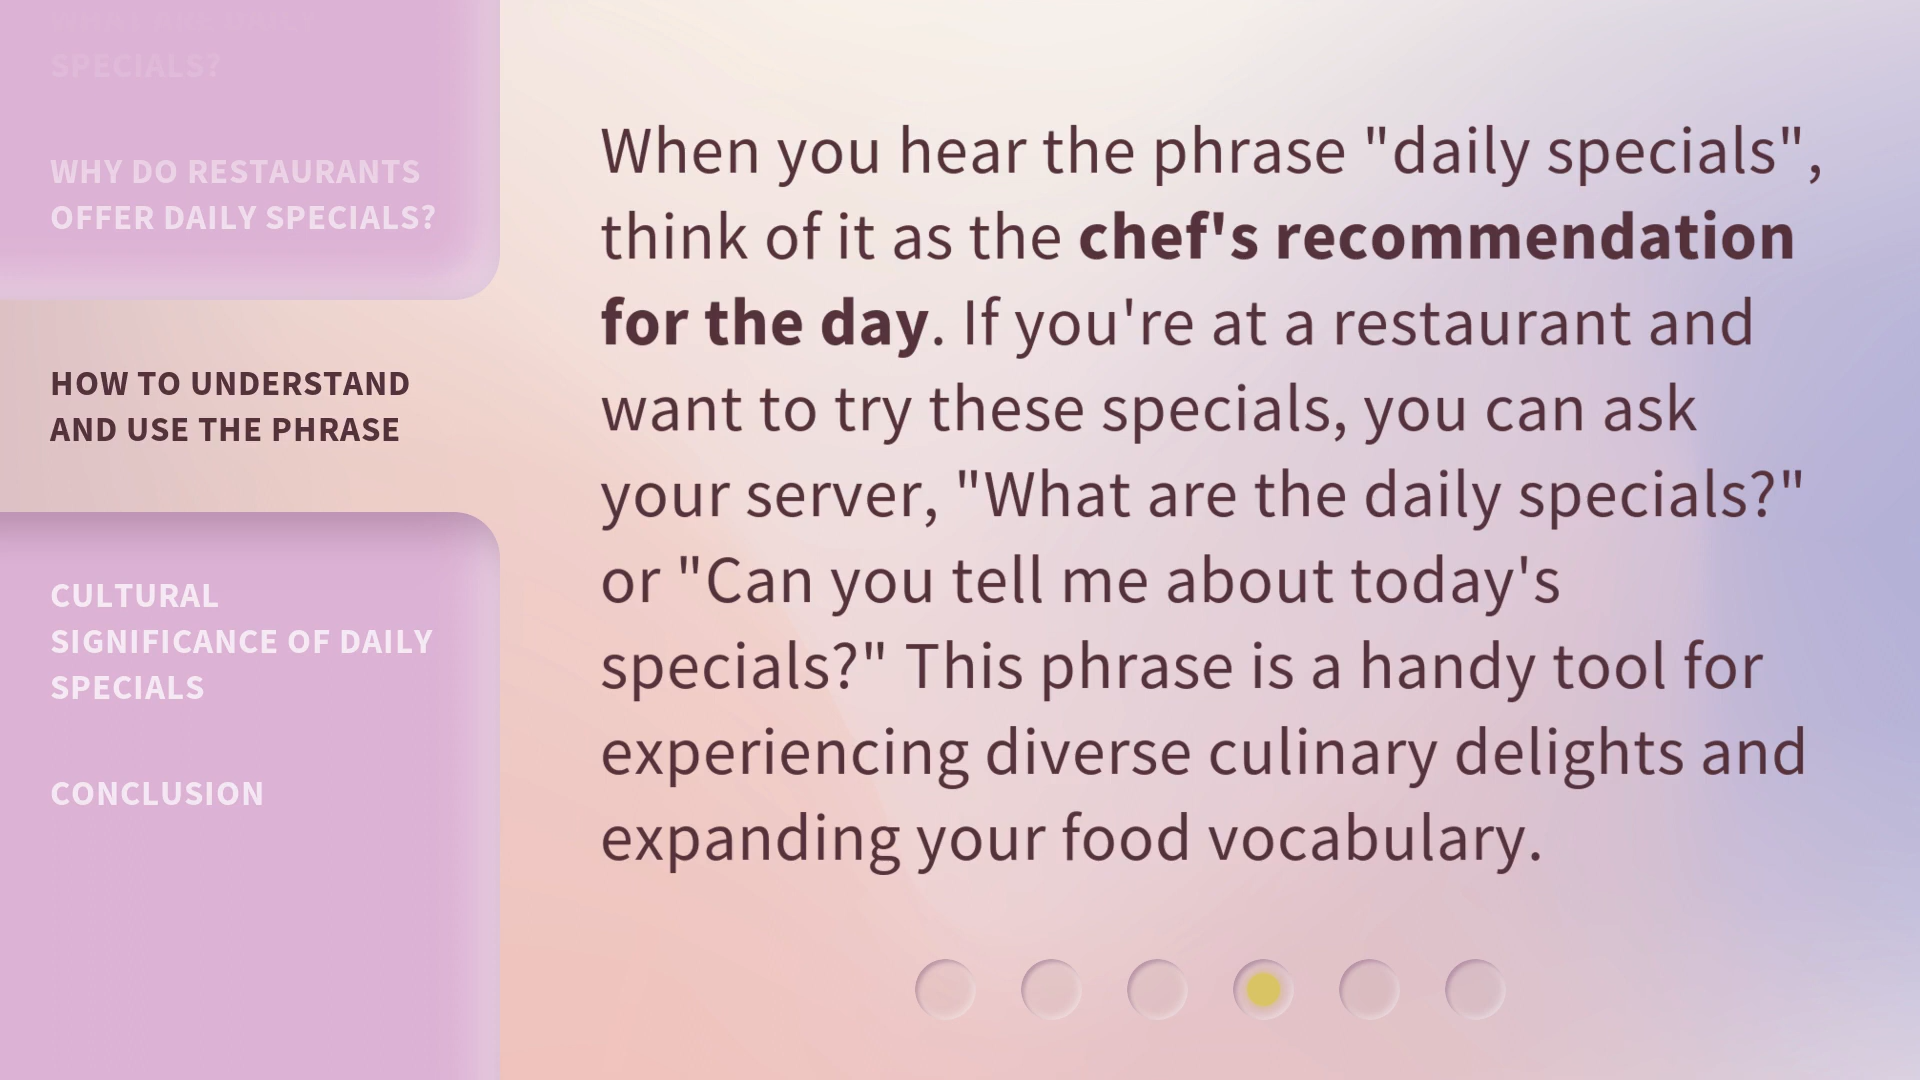 SPECIALS?
WHY DO RESTAURANTS
OFFER DAILY SPECIALS?
HOW TO UNDERSTAND
AND USE THE PHRASE
CULTURAL
SIGNIFICANCE OF DAILY
SPECIALS
CONCLUSION
When you hear the phrase "daily specials",
think of it as the chef's recommendation
for the day. If you're at a restaurant and
want to try these specials, you can ask
your server, "What are the daily specials?"
or "Can you tell me about today's
specials?" This phrase is a handy tool for
experiencing diverse culinary delights and
expanding your food vocabulary.